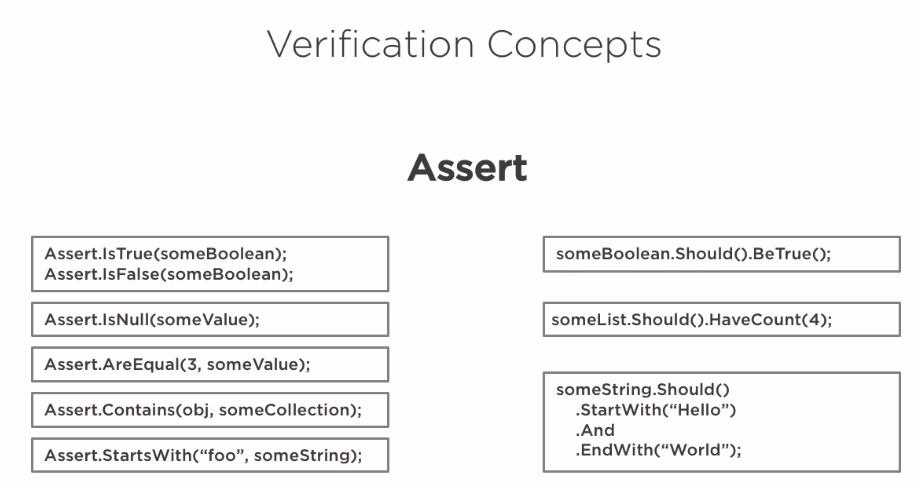 Verification Concepts
Assert
Assert.IsTrue(someBoolean);
Assert.IsFalse(someBoolean);
Assert.IsNull(someValue);
Assert.AreEqual(3, someValue);
Assert.Contains(obj, someCollection);
Assert.StartsWith(“foo”, someString);
someBoolean.Should().BeTrue();
someList.Should().HaveCount(4);
someString.Should()
.StartWith(“Hello”)
.And
.EndWith(“World”);